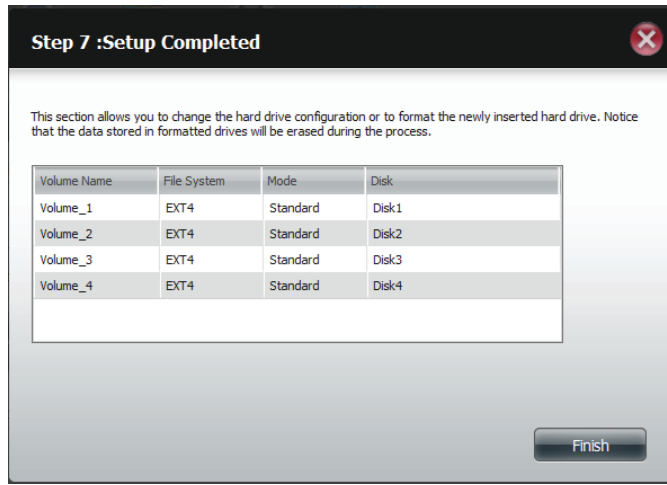 Step 7 :Setup Completed
This section allows you to change the hard drive configuration or to format the newly inserted hard drive. Notice
that the data stored in formatted drives will be erased during the process.
Volume Name File System Mode Disk
Volume_1 EXT4 Standard Disk1
Volume_2 EXT4 Standard Disk2
Volume_3 EXT4 Standard Disk3
Volume_4 EXT4 Standard Disk4
Finish